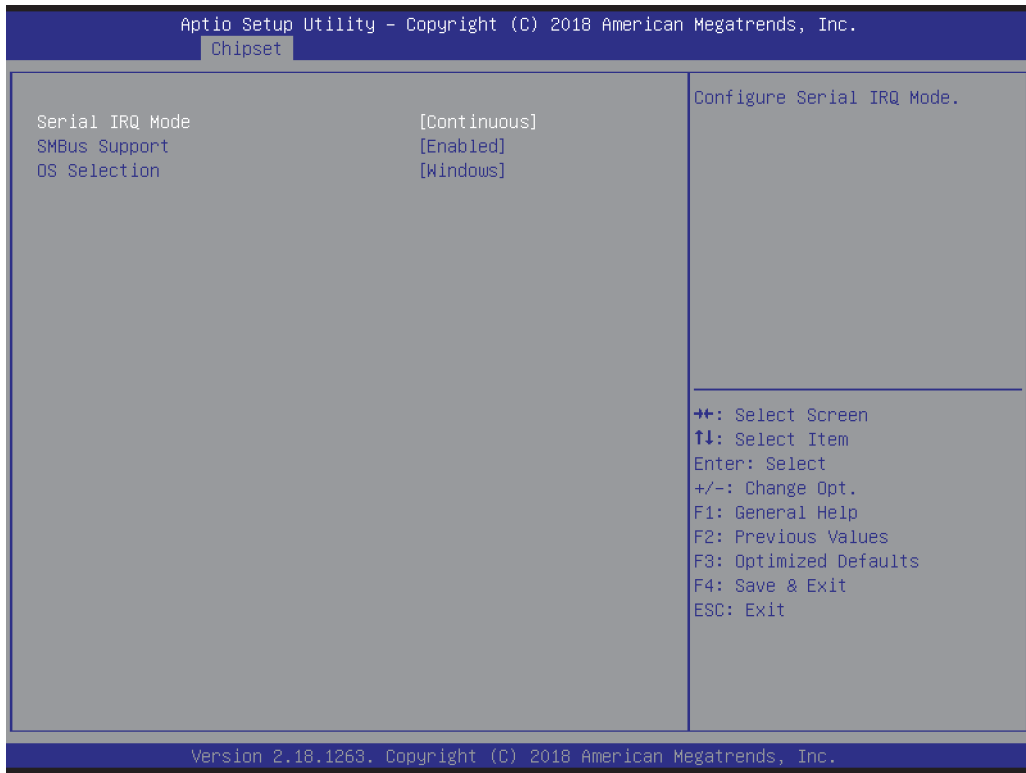 Aptio Setup Utility – Copyright (C) 2018 American Megatrends, Inc.
Chipset
Serial IRQ Mode [Continuous]
SMBus Support [Enabled]
OS Selection [Windows]
Configure Serial IRQ Mode.
→←: Select Screen
↑↓: Select Item
Enter: Select
+/-: Change Opt.
F1: General Help
F2: Previous Values
F3: Optimized Defaults
F4: Save & Exit
ESC: Exit
Version 2.18.1263. Copyright (C) 2018 American Megatrends, Inc.